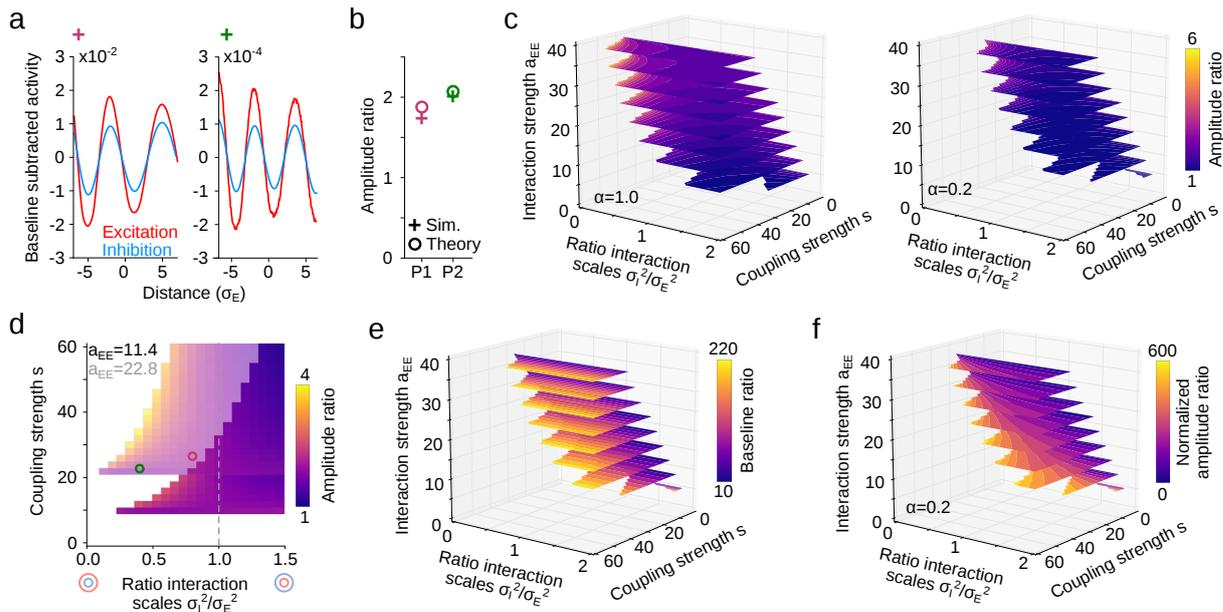 a
x10-2
x10-4
3
2
1
0
-1
-2
-3
3
2
1
0
-1
-2
-3
Baseline subtracted activity
Excitation
Inhibition
-5 0 5
-5 0 5
Distance (σE)
b
2
1
0
Amplitude ratio
Sim.
Theory
P1 P2
c
40
30
20
10
0
Interaction strength aEE
α=1.0
1
2
Ratio interaction
scales σI2/σE2
60 40 20 0
Coupling strength s
40
30
20
10
0
α=0.2
1
2
Ratio interaction
scales σI2/σE2
60 40 20 0
Coupling strength s
6
1
Amplitude ratio
d
60
40
20
0
Coupling strength s
aEE=11.4
aEE=22.8
0.0 0.5 1.0 1.5
Ratio interaction
scales σI2/σE2
4
1
Amplitude ratio
e
40
30
20
10
0
Interaction strength aEE
1
2
Ratio interaction
scales σI2/σE2
60 40 20 0
Coupling strength s
220
10
Baseline ratio
f
40
30
20
10
0
Interaction strength aEE
α=0.2
1
2
Ratio interaction
scales σI2/σE2
60 40 20 0
Coupling strength s
600
0
Normalized
amplitude ratio